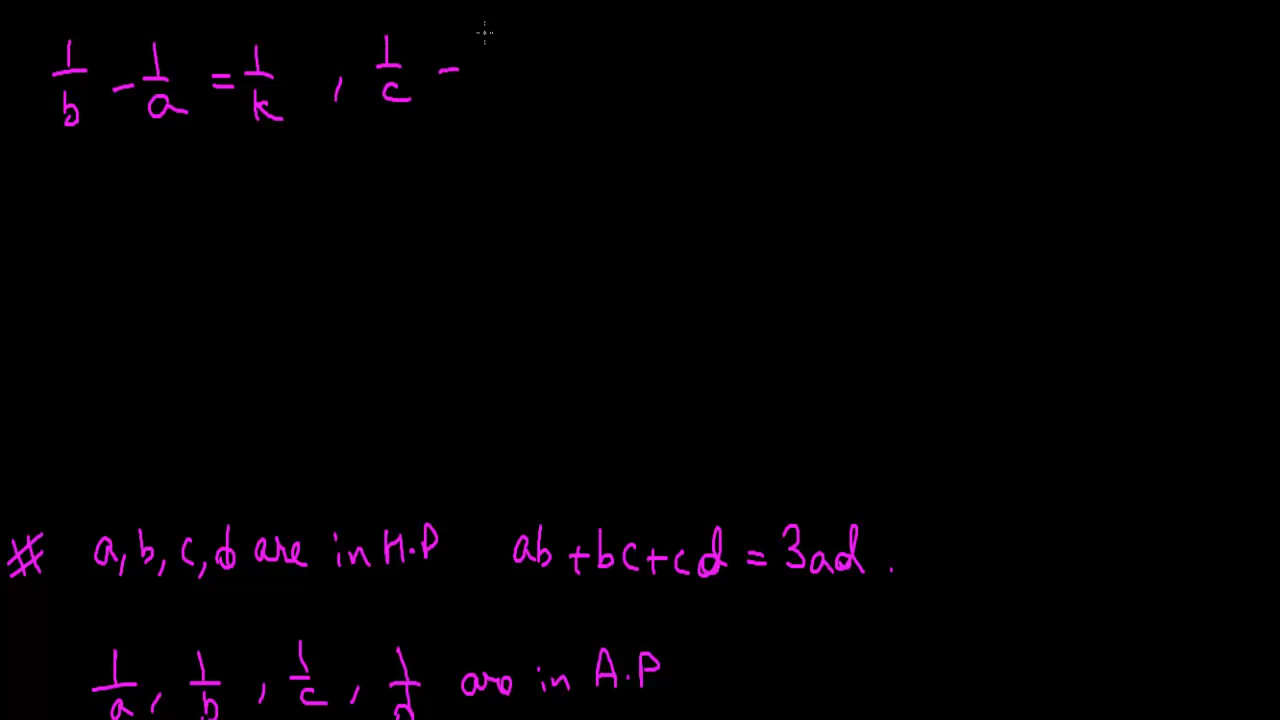 1/b - 1/a = 1/k , 1/c -
# a, b, c, d are in H.P ab + bc + cd = 3ad .
1/a , 1/b , 1/c , 1/d are in A.P